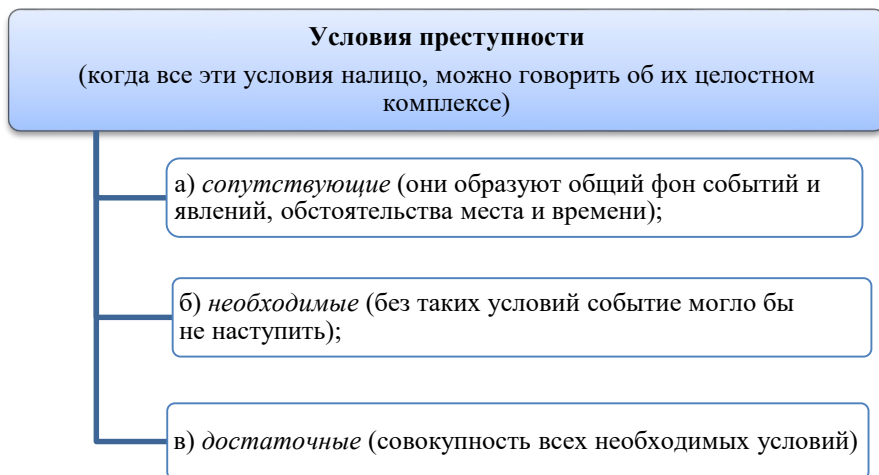 Условия преступности
(когда все эти условия налицо, можно говорить об их целостном
комплексе)
а) сопутствующие (они образуют общий фон событий и
явлений, обстоятельства места и времени);
б) необходимые (без таких условий событие могло бы
не наступить);
в) достаточные (совокупность всех необходимых условий)